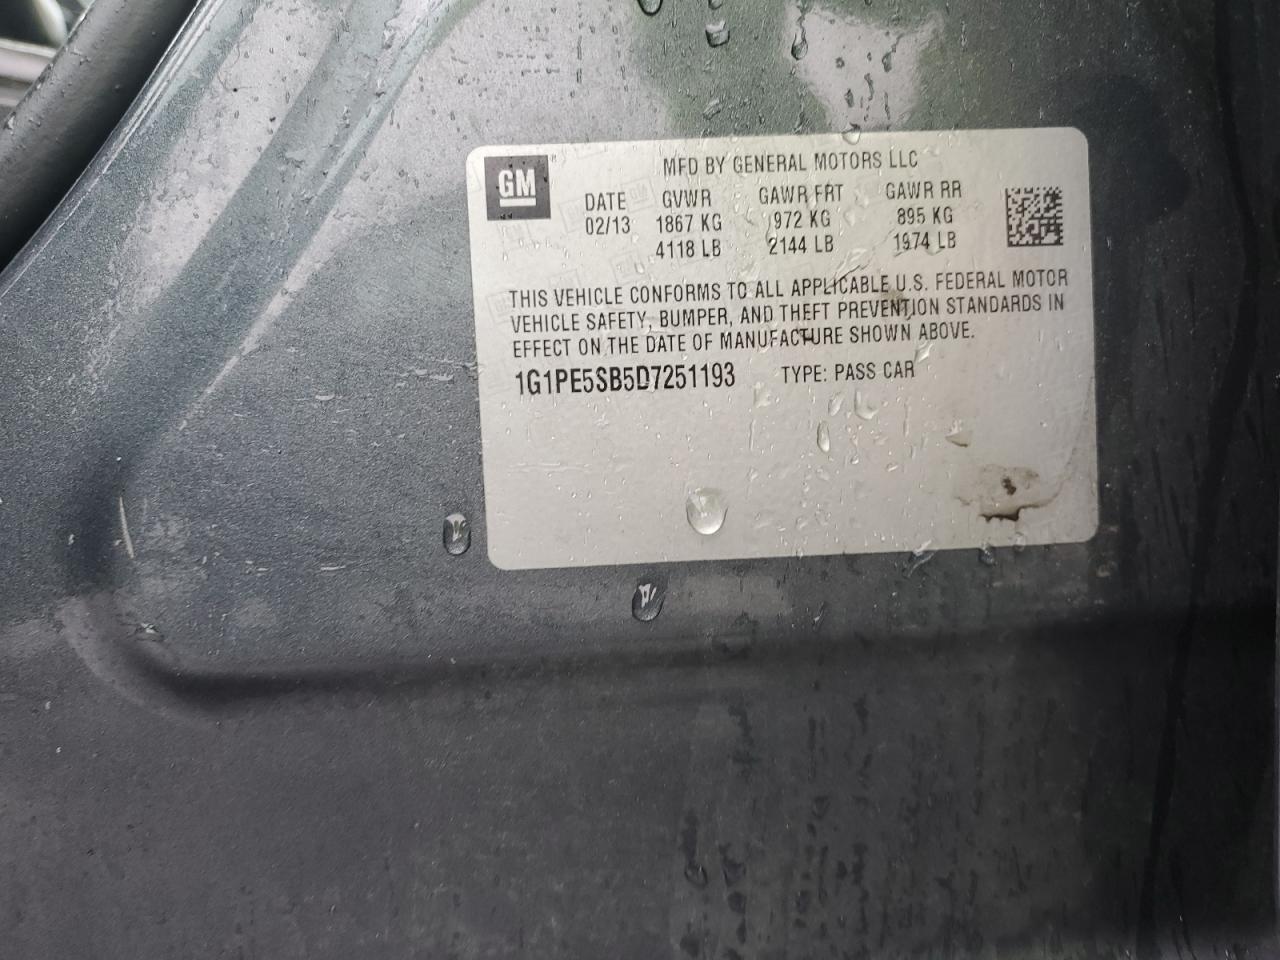 GM
MFD BY GENERAL MOTORS LLC
DATE GVWR GAWR FRT GAWR RR
02/13 1867 KG 972 KG 895 KG
4118 LB 2144 LB 1974 LB
THIS VEHICLE CONFORMS TO ALL APPLICABLE U.S. FEDERAL MOTOR
VEHICLE SAFETY, BUMPER, AND THEFT PREVENTION STANDARDS IN
EFFECT ON THE DATE OF MANUFACTURE SHOWN ABOVE.
1G1PE5SB5D7251193 TYPE: PASS CAR